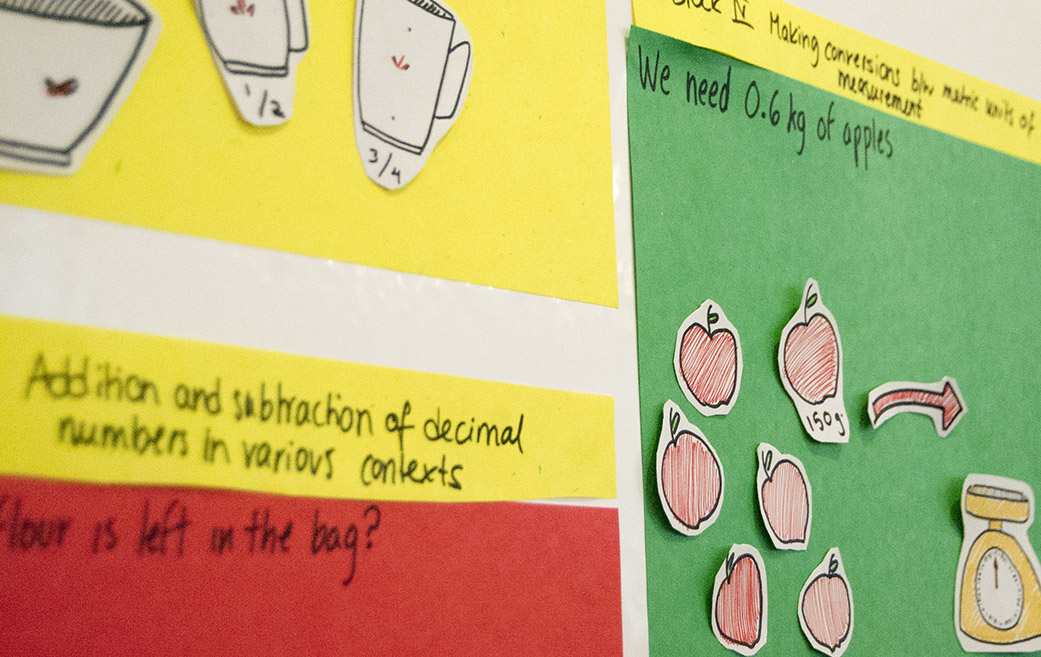 1/2
3/4
Addition and subtraction of decimal
numbers in various contexts
flour is left in the bag?
Block IV Making conversions b/w metric units of
measurement
We need 0.6 kg of apples
150g.